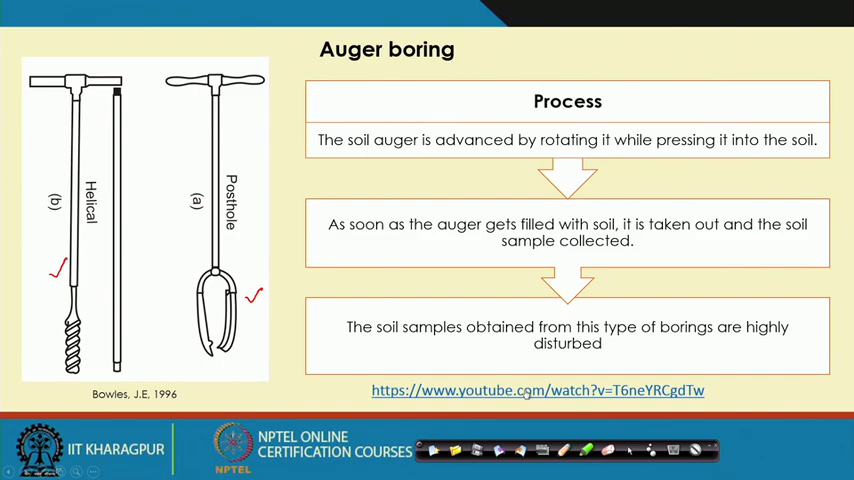 Auger boring
Process
The soil auger is advanced by rotating it while pressing it into the soil.
As soon as the auger gets filled with soil, it is taken out and the soil
sample collected.
The soil samples obtained from this type of borings are highly
disturbed
https://www.youtube.com/watch?v=T6neYRCgdTw
Helical
(b)
Posthole
(a)
Bowles, J.E, 1996
IIT KHARAGPUR
NPTEL
NPTEL ONLINE
CERTIFICATION COURSES